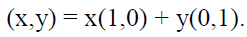 (x,y) = x(1,0) + y(0,1).